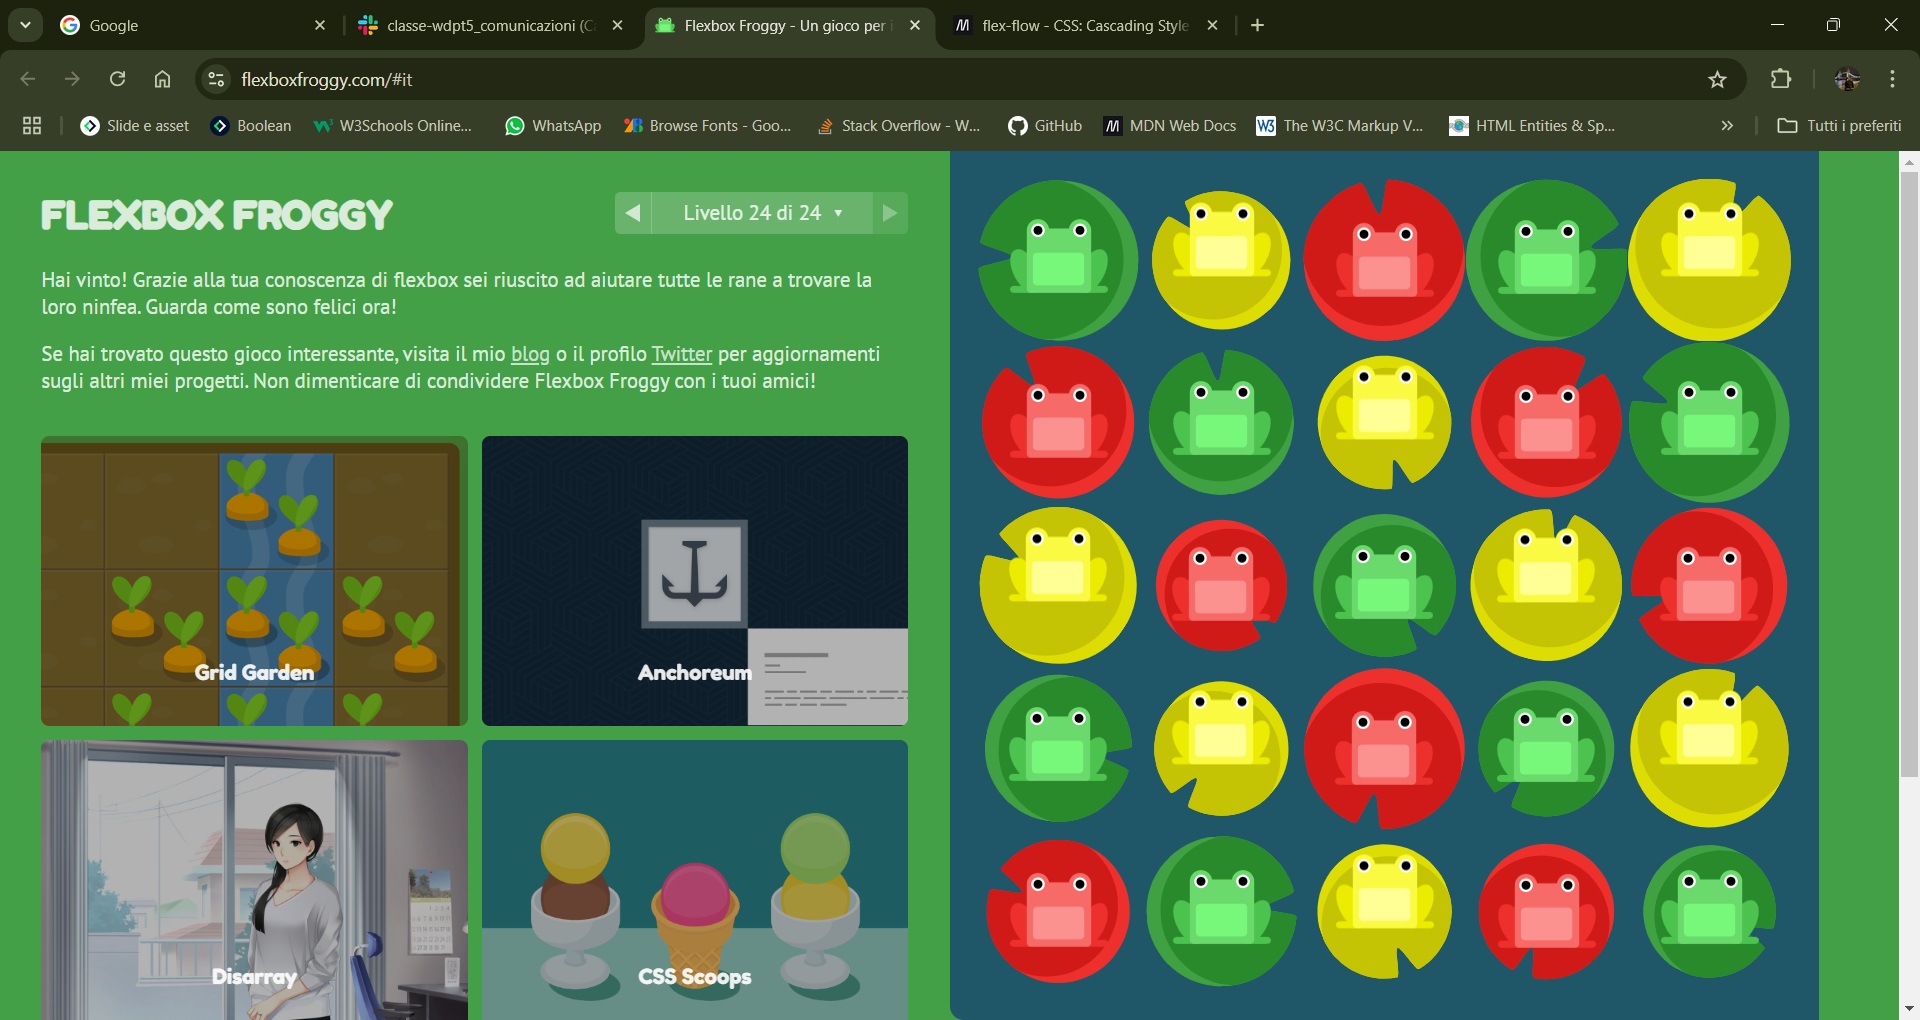 Google
classe-wdpt5_comunicazioni (C
Flexbox Froggy - Un gioco per i
flex-flow - CSS: Cascading Style
flexboxfroggy.com/#it
Slide e asset
Boolean
W3Schools Online...
WhatsApp
Browse Fonts - Goo...
Stack Overflow - W...
GitHub
MDN Web Docs
The W3C Markup V...
HTML Entities & Sp...
Tutti i preferiti
FLEXBOX FROGGY
Livello 24 di 24
Hai vinto! Grazie alla tua conoscenza di flexbox sei riuscito ad aiutare tutte le rane a trovare la
loro ninfea. Guarda come sono felici ora!
Se hai trovato questo gioco interessante, visita il mio blog o il profilo Twitter per aggiornamenti
sugli altri miei progetti. Non dimenticare di condividere Flexbox Froggy con i tuoi amici!
Grid Garden
Anchoreum
Disarray
CSS Scoops